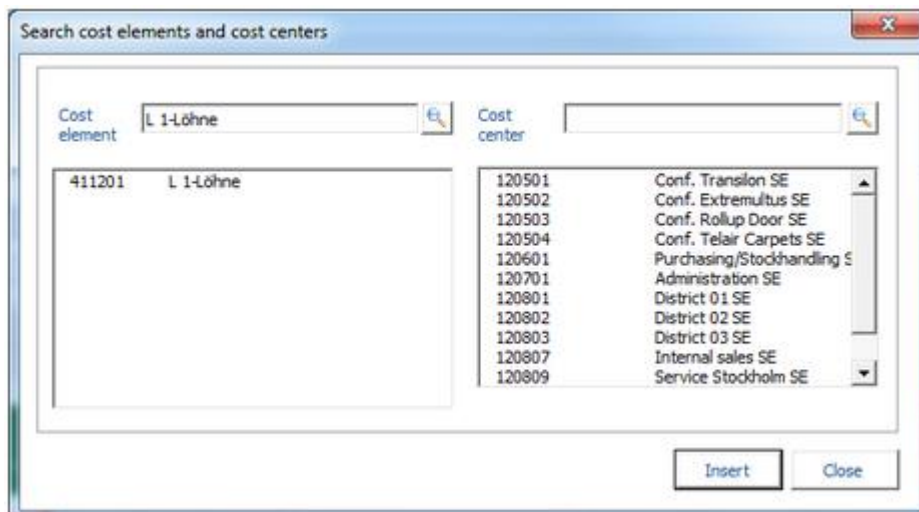 Search cost elements and cost centers
Cost element
L 1-Löhne
Cost center
411201 L 1-Löhne
120501 Conf. Transilon SE
120502 Conf. Extremultus SE
120503 Conf. Rollup Door SE
120504 Conf. Telair Carpets SE
120601 Purchasing/Stockhandling S
120701 Administration SE
120801 District 01 SE
120802 District 02 SE
120803 District 03 SE
120807 Internal sales SE
120809 Service Stockholm SE
Insert
Close